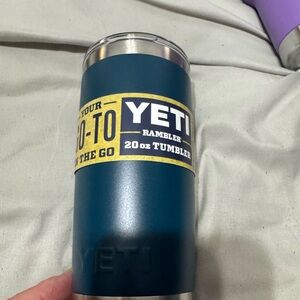 YOUR
YETI
O-TO
RAMBLER
N THE GO
20 oz TUMBLER
YETI